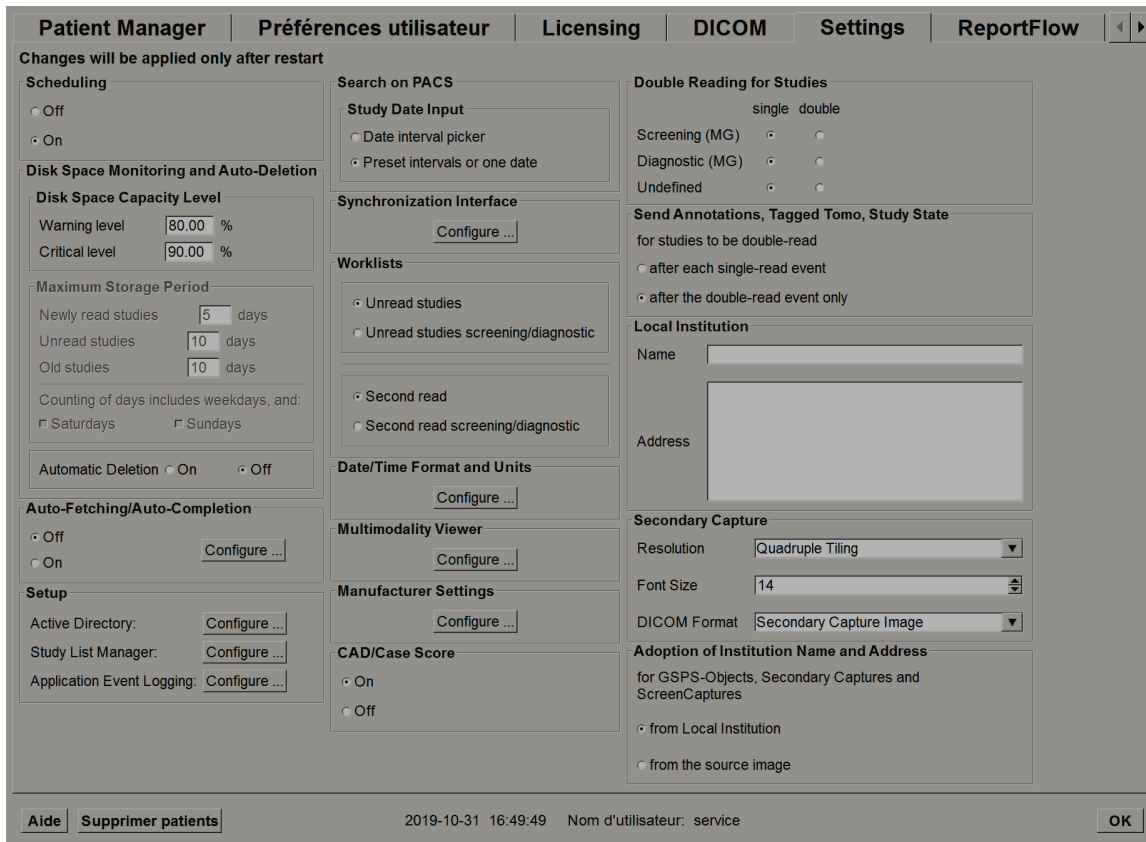 Patient Manager Préférences utilisateur Licensing DICOM Settings ReportFlow
Changes will be applied only after restart
Scheduling
Off
On
Disk Space Monitoring and Auto-Deletion
Disk Space Capacity Level
Warning level 80.00 %
Critical level 90.00 %
Maximum Storage Period
Newly read studies 5 days
Unread studies 10 days
Old studies 10 days
Counting of days includes weekdays, and:
Saturdays Sundays
Automatic Deletion On Off
Auto-Fetching/Auto-Completion
Off
Configure ...
On
Setup
Active Directory: Configure ...
Study List Manager: Configure ...
Application Event Logging: Configure ...
Search on PACS
Study Date Input
Date interval picker
Preset intervals or one date
Synchronization Interface
Configure ...
Worklists
Unread studies
Unread studies screening/diagnostic
Second read
Second read screening/diagnostic
Date/Time Format and Units
Configure ...
Multimodality Viewer
Configure ...
Manufacturer Settings
Configure ...
CAD/Case Score
On
Off
Double Reading for Studies
single double
Screening (MG)
Diagnostic (MG)
Undefined
Send Annotations, Tagged Tomo, Study State
for studies to be double-read
after each single-read event
after the double-read event only
Local Institution
Name
Address
Secondary Capture
Resolution Quadruple Tiling
Font Size 14
DICOM Format Secondary Capture Image
Adoption of Institution Name and Address
for GSPS-Objects, Secondary Captures and
ScreenCaptures
from Local Institution
from the source image
Aide Supprimer patients 2019-10-31 16:49:49 Nom d'utilisateur: service OK